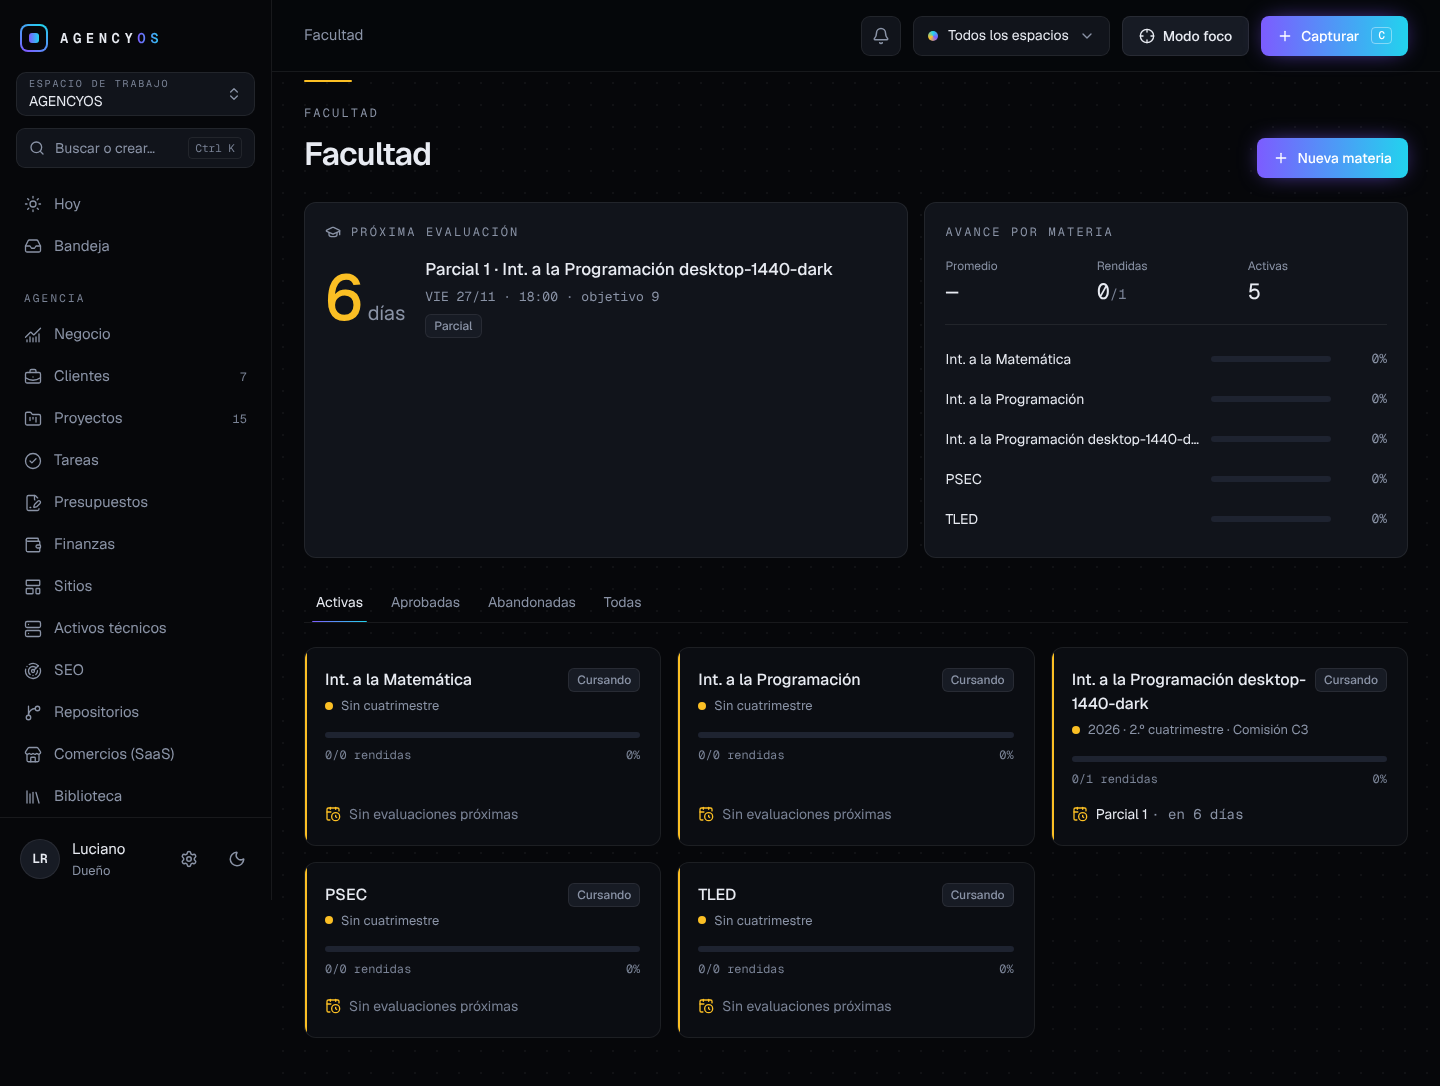 AGENCYOS
ESPACIO DE TRABAJO
AGENCYOS
Buscar o crear...
Ctrl K
Hoy
Bandeja
AGENCIA
Negocio
Clientes 7
Proyectos 15
Tareas
Presupuestos
Finanzas
Sitios
Activos técnicos
SEO
Repositorios
Comercios (SaaS)
Biblioteca
LR
Luciano
Dueño
Facultad
Todos los espacios
Modo foco
Capturar C
FACULTAD
Facultad
Nueva materia
PRÓXIMA EVALUACIÓN
6 días
Parcial 1 · Int. a la Programación desktop-1440-dark
VIE 27/11 · 18:00 · objetivo 9
Parcial
AVANCE POR MATERIA
Promedio Rendidas Activas
— 0/1 5
Int. a la Matemática 0%
Int. a la Programación 0%
Int. a la Programación desktop-1440-d... 0%
PSEC 0%
TLED 0%
Activas Aprobadas Abandonadas Todas
Int. a la Matemática Cursando
Sin cuatrimestre
0/0 rendidas 0%
Sin evaluaciones próximas
Int. a la Programación Cursando
Sin cuatrimestre
0/0 rendidas 0%
Sin evaluaciones próximas
Int. a la Programación desktop- Cursando
1440-dark
2026 · 2.º cuatrimestre · Comisión C3
0/1 rendidas 0%
Parcial 1 · en 6 días
PSEC Cursando
Sin cuatrimestre
0/0 rendidas 0%
Sin evaluaciones próximas
TLED Cursando
Sin cuatrimestre
0/0 rendidas 0%
Sin evaluaciones próximas